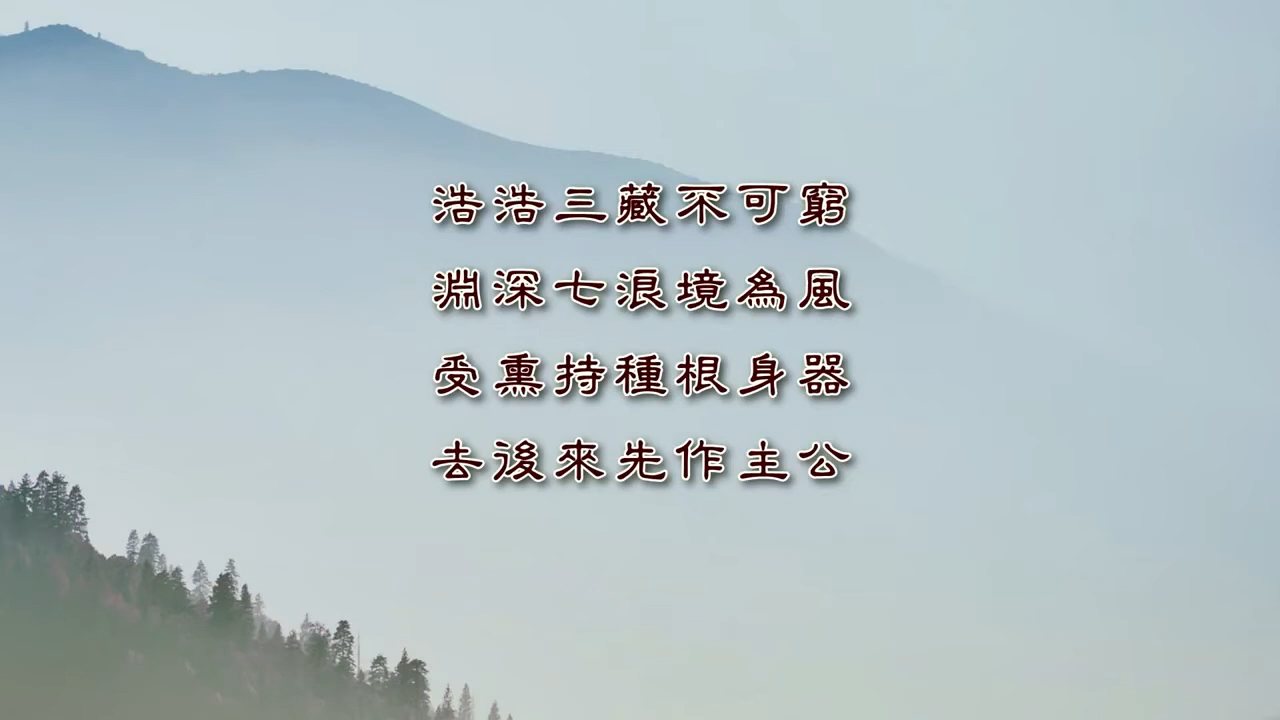 浩浩三藏不可窮
淵深七浪境為風
受熏持種根身器
去後來先作主公